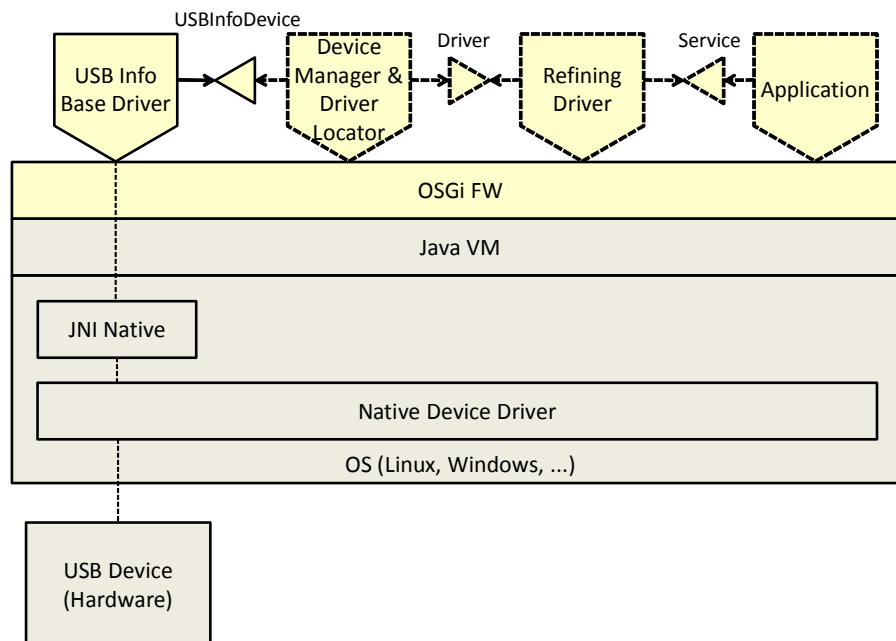 USBInfoDevice
USB Info
Base Driver
Device
Manager &
Driver
Locator
Driver
Refining
Driver
Service
Application
OSGi FW
Java VM
JNI Native
Native Device Driver
OS (Linux, Windows, ...)
USB Device
(Hardware)